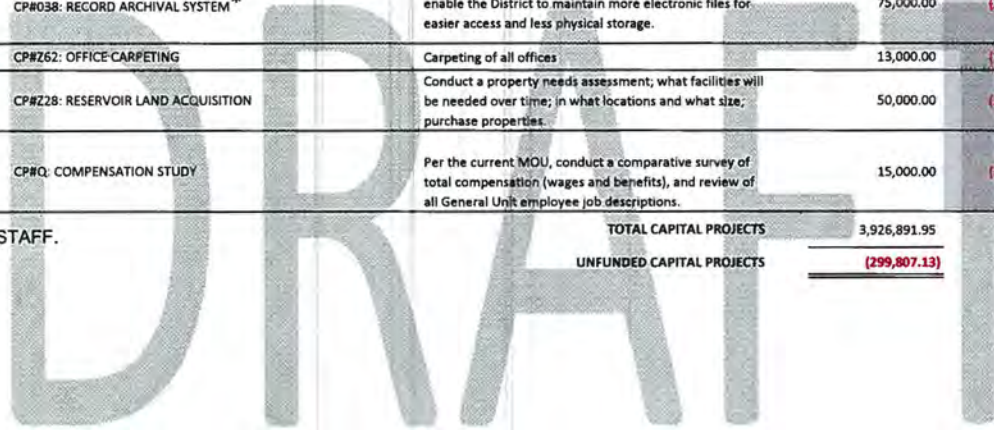 CP#038: RECORD ARCHIVAL SYSTEM
enable the District to maintain more electronic files for
easier access and less physical storage.
75,000.00
CP#Z62: OFFICE CARPETING
Carpeting of all offices
13,000.00
CP#Z28: RESERVOIR LAND ACQUISITION
Conduct a property needs assessment; what facilities will
be needed over time; in what locations and what size;
purchase properties.
50,000.00
CP#Q: COMPENSATION STUDY
Per the current MOU, conduct a comparative survey of
total compensation (wages and benefits), and review of
all General Unit employee job descriptions.
15,000.00
STAFF.
TOTAL CAPITAL PROJECTS 3,926,891.95
UNFUNDED CAPITAL PROJECTS (299,807.13)
DRAFT